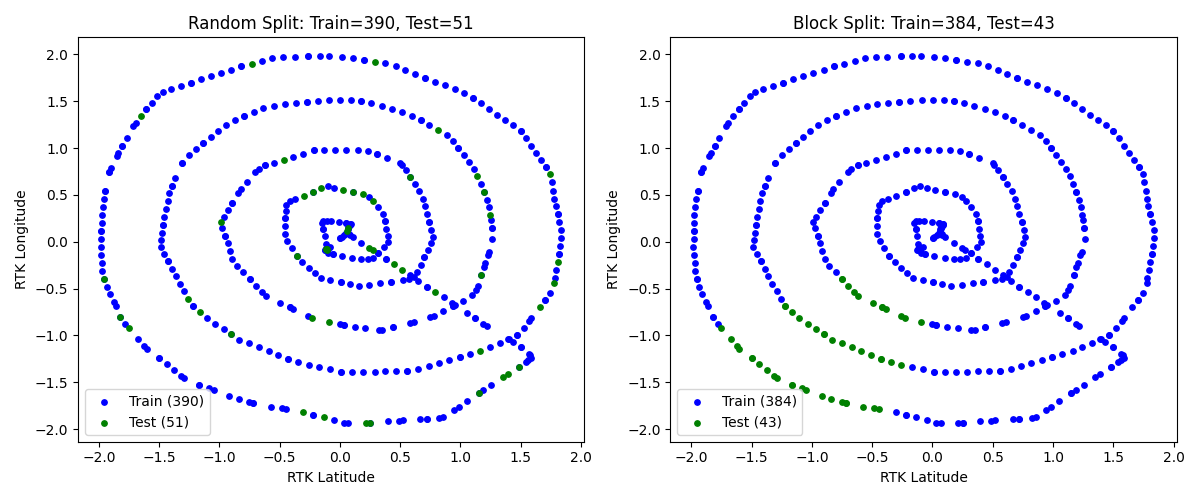 Random Split: Train=390, Test=51
RTK Longitude
2.0
1.5
1.0
0.5
0.0
−0.5
−1.0
−1.5
−2.0
Train (390)
Test (51)
−2.0 −1.5 −1.0 −0.5 0.0 0.5 1.0 1.5 2.0
RTK Latitude
Block Split: Train=384, Test=43
RTK Longitude
2.0
1.5
1.0
0.5
0.0
−0.5
−1.0
−1.5
−2.0
Train (384)
Test (43)
−2.0 −1.5 −1.0 −0.5 0.0 0.5 1.0 1.5 2.0
RTK Latitude